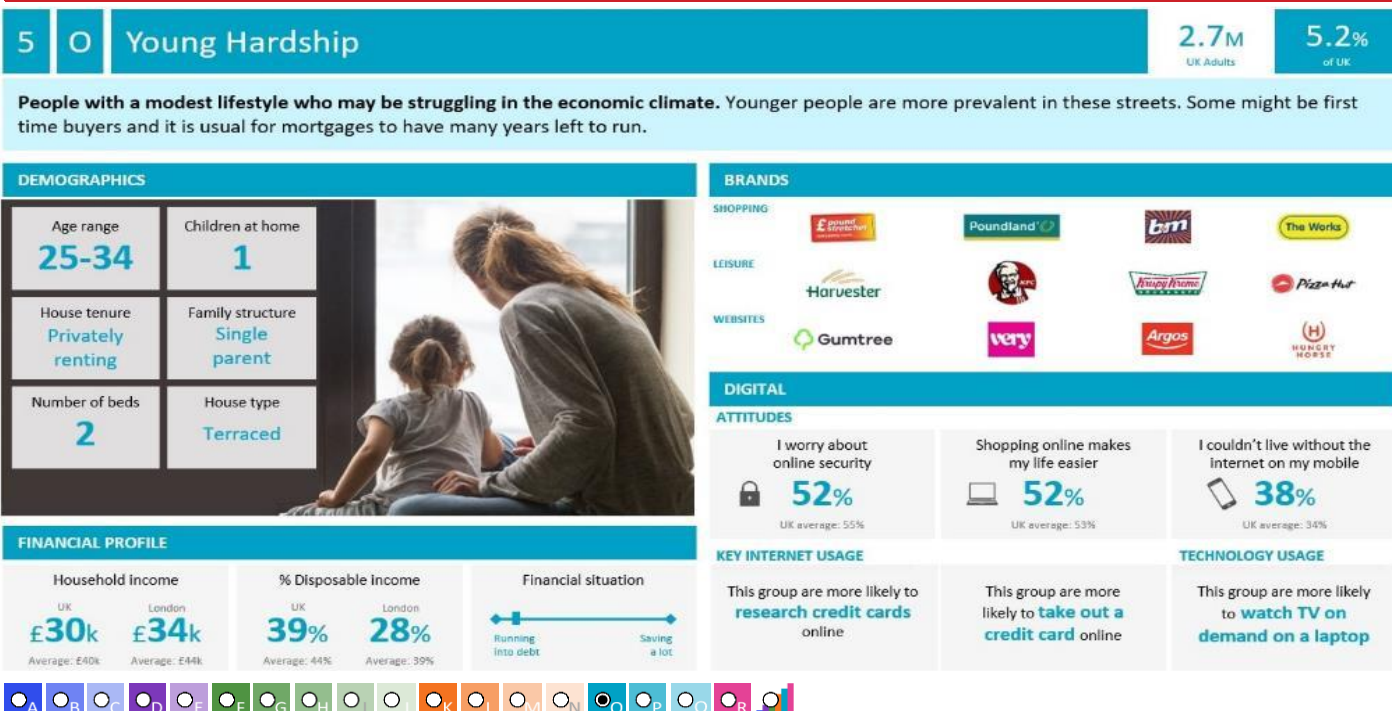 5 O Young Hardship
2.7M
UK Adults
5.2%
of UK
People with a modest lifestyle who may be struggling in the economic climate. Younger people are more prevalent in these streets. Some might be first
time buyers and it is usual for mortgages to have many years left to run.
DEMOGRAPHICS
Age range
25-34
Children at home
1
House tenure
Privately
renting
Family structure
Single
parent
Number of beds
2
House type
Terraced
FINANCIAL PROFILE
Household income
UK
£30k
Average: £40k
London
£34k
Average: £44k
% Disposable income
UK
39%
Average: 44%
London
28%
Average: 39%
Financial situation
Running
into debt
Saving
a lot
BRANDS
SHOPPING
£ pound
stretcher
Poundland
bm
The Works
LEISURE
Harvester
KFC
Krispy Kreme
Pizza Hut
WEBSITES
Gumtree
very
Argos
H
HUNGRY
HORSE
DIGITAL
ATTITUDES
I worry about
online security
52%
UK average: 55%
Shopping online makes
my life easier
52%
UK average: 53%
I couldn't live without the
internet on my mobile
38%
UK average: 34%
KEY INTERNET USAGE
This group are more likely to
research credit cards
online
This group are more
likely to take out a
credit card online
TECHNOLOGY USAGE
This group are more likely
to watch TV on
demand on a laptop
A B C D E F G H I J K L M N O P Q R